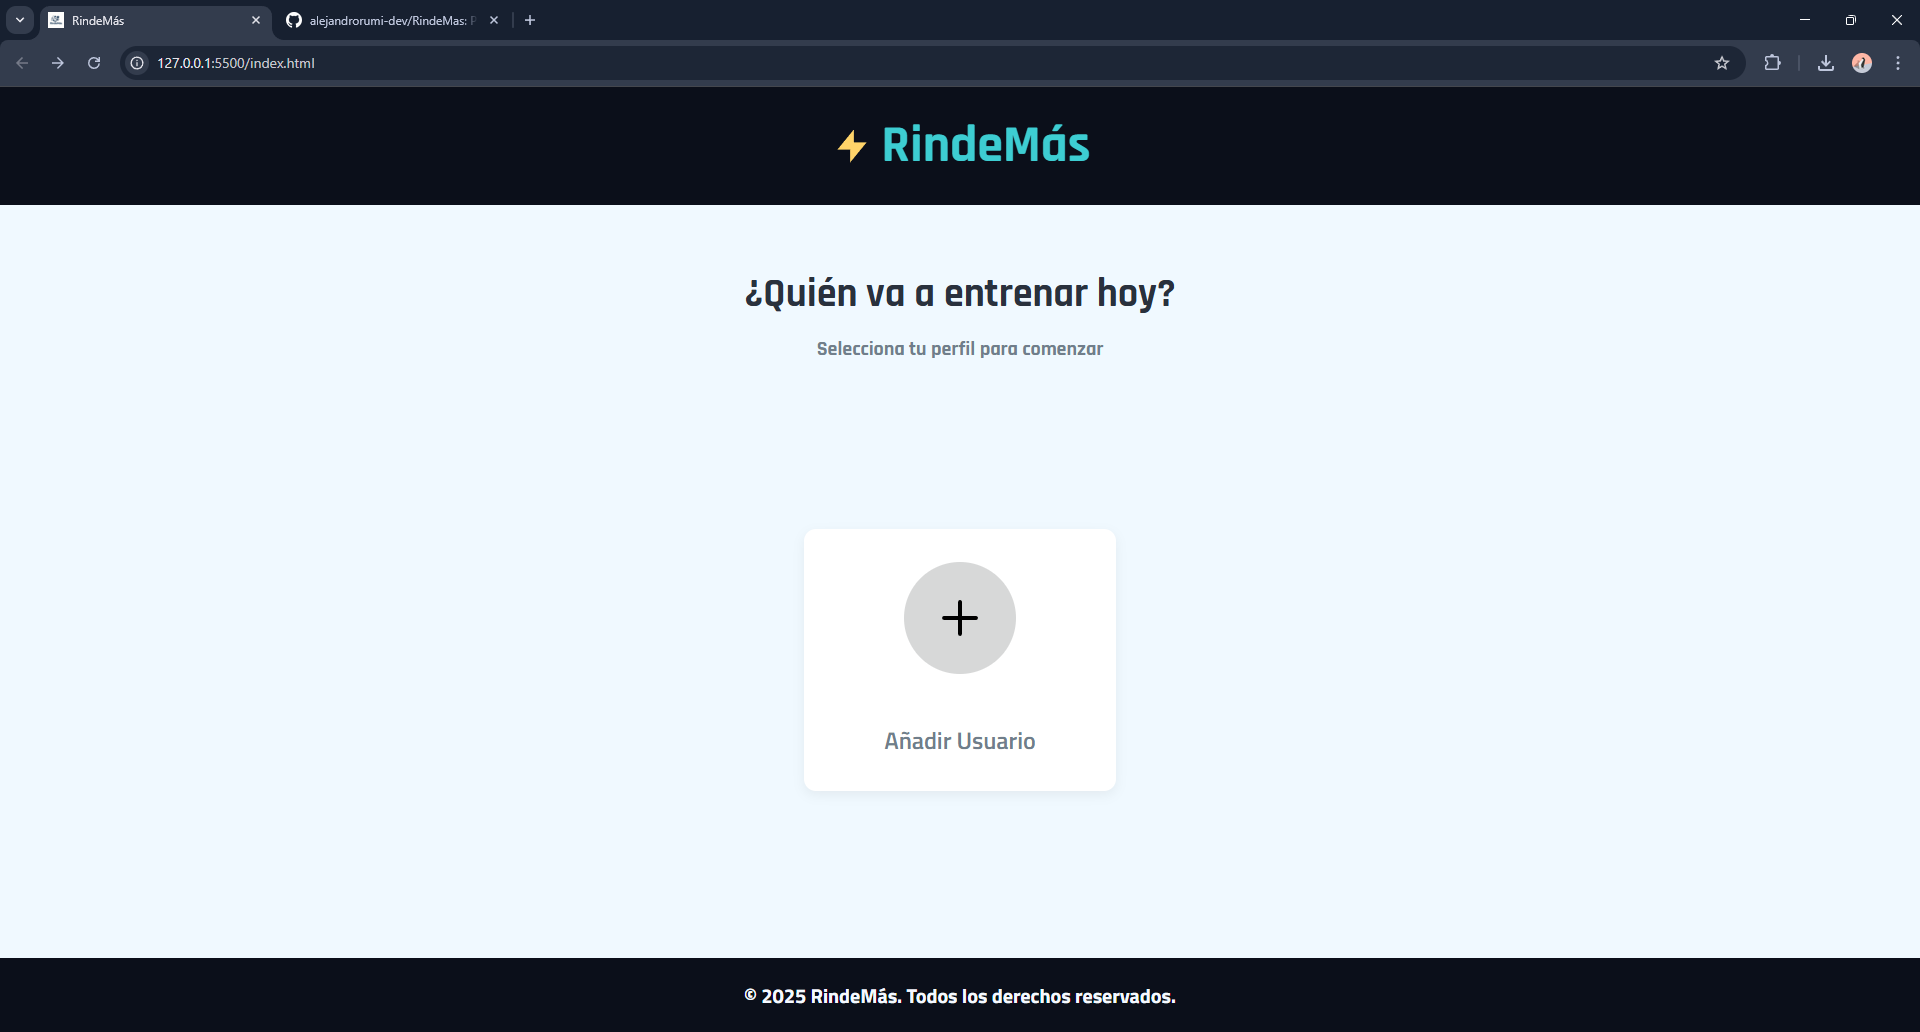 RindeMás
alejandrorumi-dev/RindeMas:
127.0.0.1:5500/index.html
RindeMás
¿Quién va a entrenar hoy?
Selecciona tu perfil para comenzar
Añadir Usuario
© 2025 RindeMás. Todos los derechos reservados.